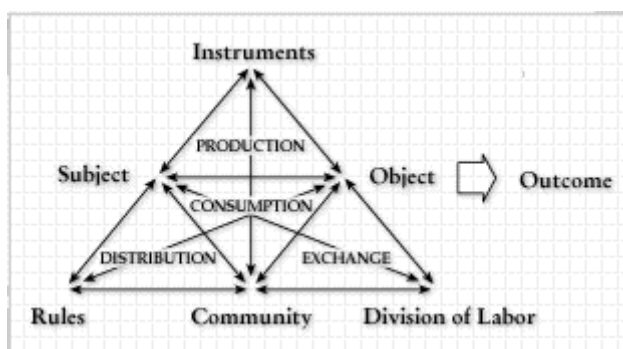 Instruments
PRODUCTION
Subject
Object
Outcome
CONSUMPTION
DISTRIBUTION
EXCHANGE
Rules
Community
Division of Labor